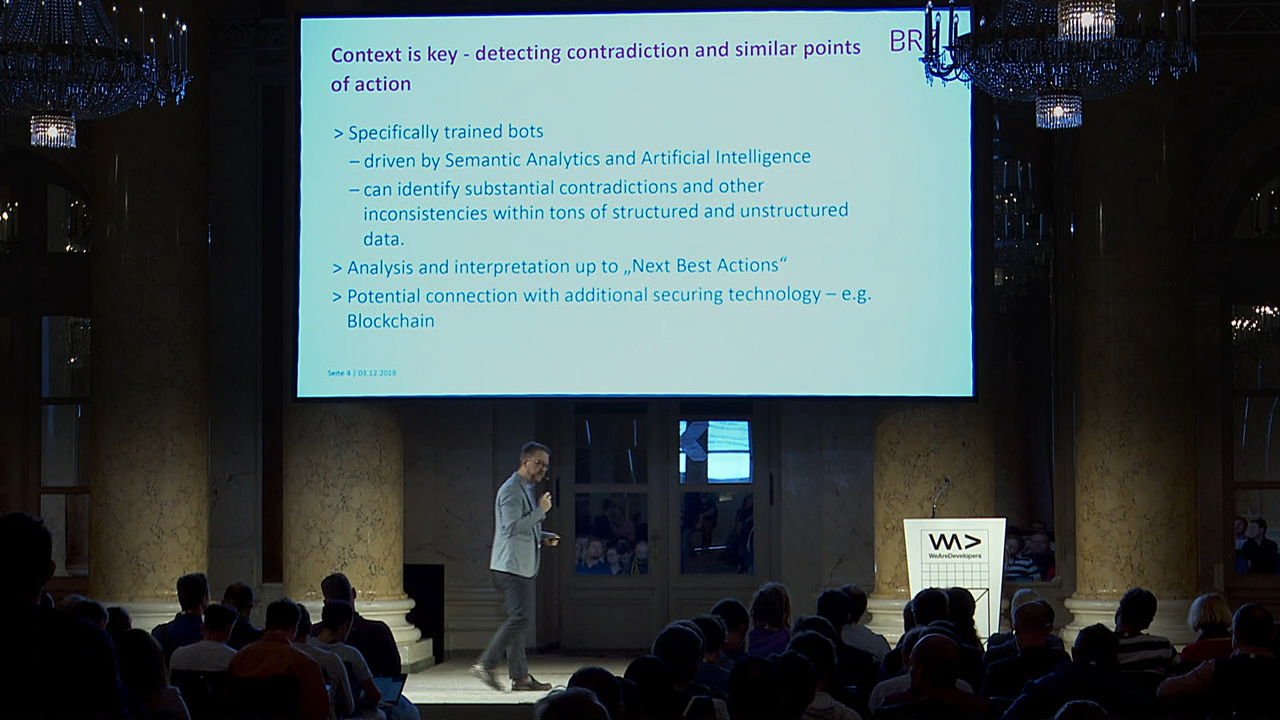 Context is key - detecting contradiction and similar points
of action
BR
> Specifically trained bots
– driven by Semantic Analytics and Artificial Intelligence
– can identify substantial contradictions and other
inconsistencies within tons of structured and unstructured
data.
> Analysis and interpretation up to „Next Best Actions“
> Potential connection with additional securing technology – e.g.
Blockchain
Seite 4 | 03.12.2018
WeAreDevelopers